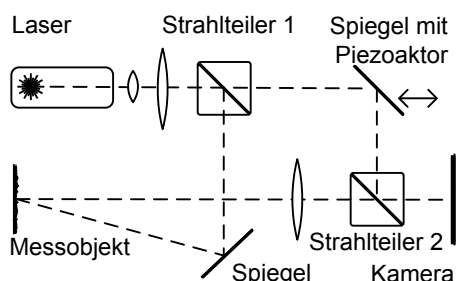 Laser
Strahlteiler 1
Spiegel mit
Piezoaktor
Messobjekt
Strahlteiler 2
Spiegel
Kamera